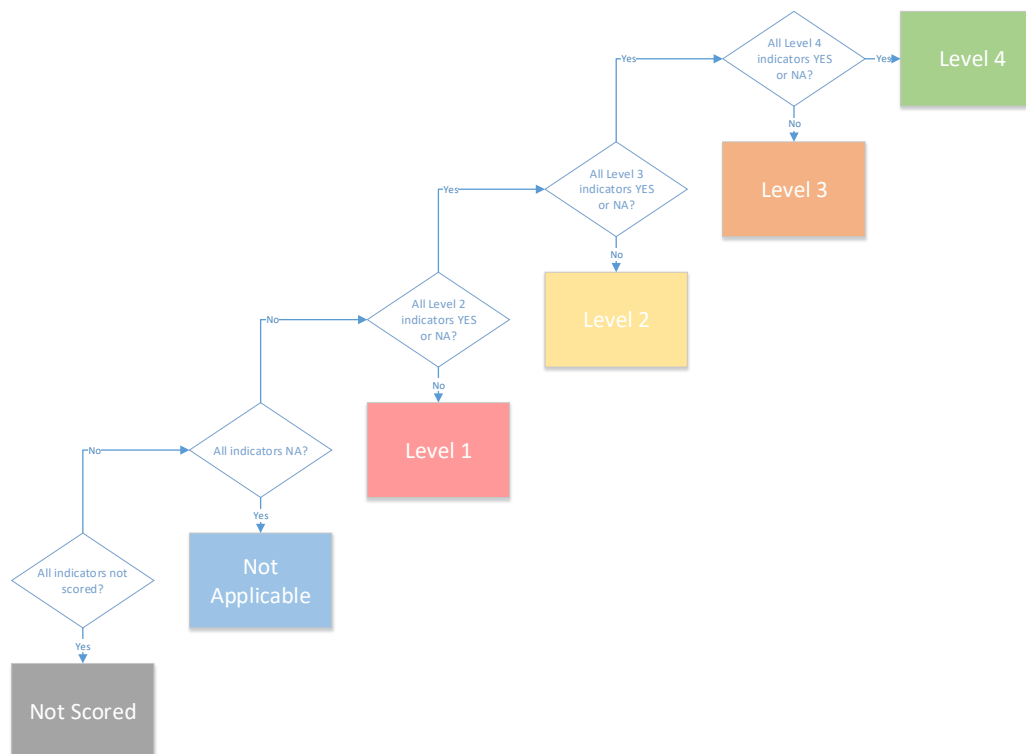 All Level 4
indicators YES
or NA?
Yes
Yes
Level 4
No
All Level 3
indicators YES
or NA?
Yes
Level 3
No
All Level 2
indicators YES
or NA?
No
Level 2
No
All indicators NA?
No
Level 1
Yes
All indicators not
scored?
Not
Applicable
Yes
Not Scored